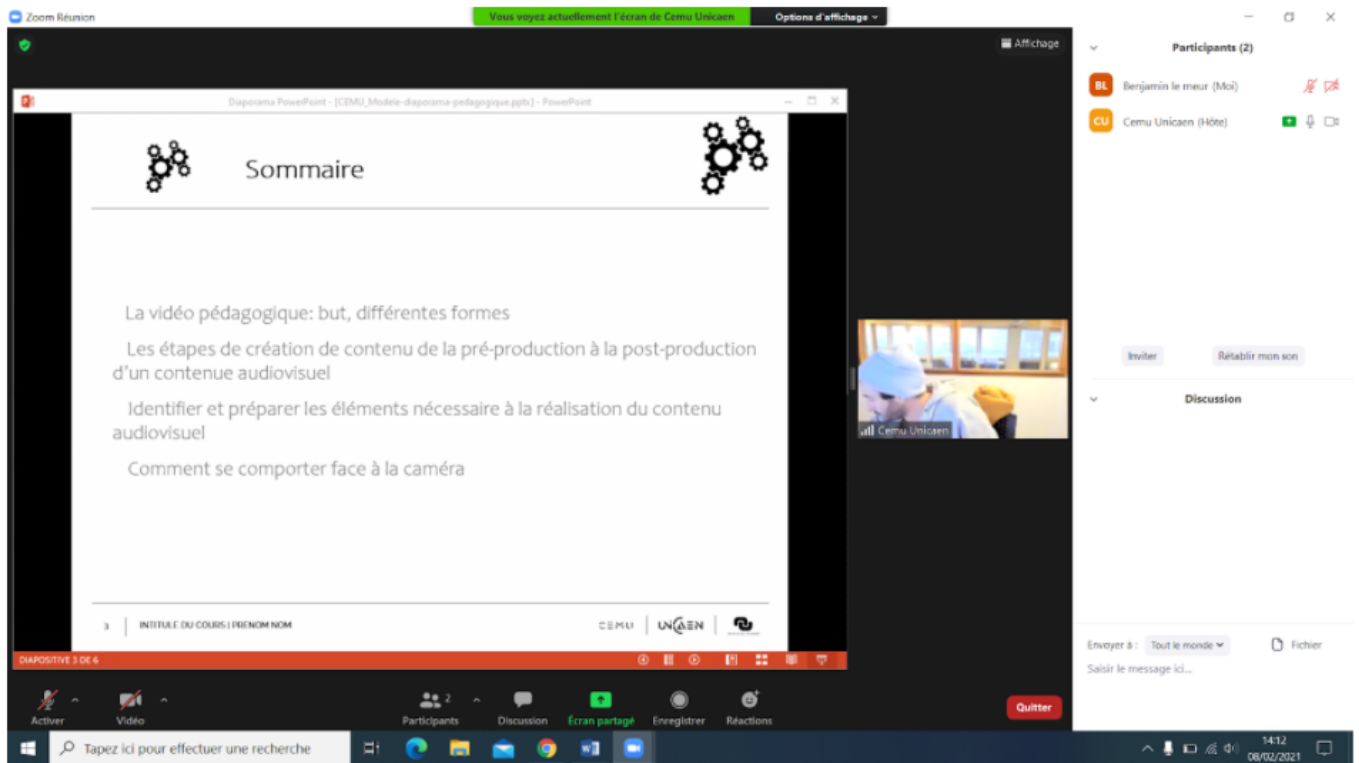 Zoom Réunion
Vous voyez actuellement l'écran de Cemu Unicaen
Options d'affichage
Affichage
Participants (2)
BL Benjamin le meur (Moi)
CU Cemu Unicaen (Hôte)
Diaporama PowerPoint - [CEMU_Modele-diaporama-pedagogique.pptx] - PowerPoint
Sommaire
La vidéo pédagogique: but, différentes formes
Les étapes de création de contenu de la pré-production à la post-production
d'un contenue audiovisuel
Identifier et préparer les éléments nécessaire à la réalisation du contenu
audiovisuel
Comment se comporter face à la caméra
3 INTITULE DU COURS | PRENOM NOM
CEMU UNICAEN
DIAPOSITIVE 3 DE 6
Cemu Unicaen
Inviter
Rétablir mon son
Discussion
Envoyer à : Tout le monde
Fichier
Saisir le message ici...
Activer
Vidéo
2
Participants
Discussion
Écran partagé
Enregistrer
Réactions
Quitter
Tapez ici pour effectuer une recherche
14:12
08/02/2021